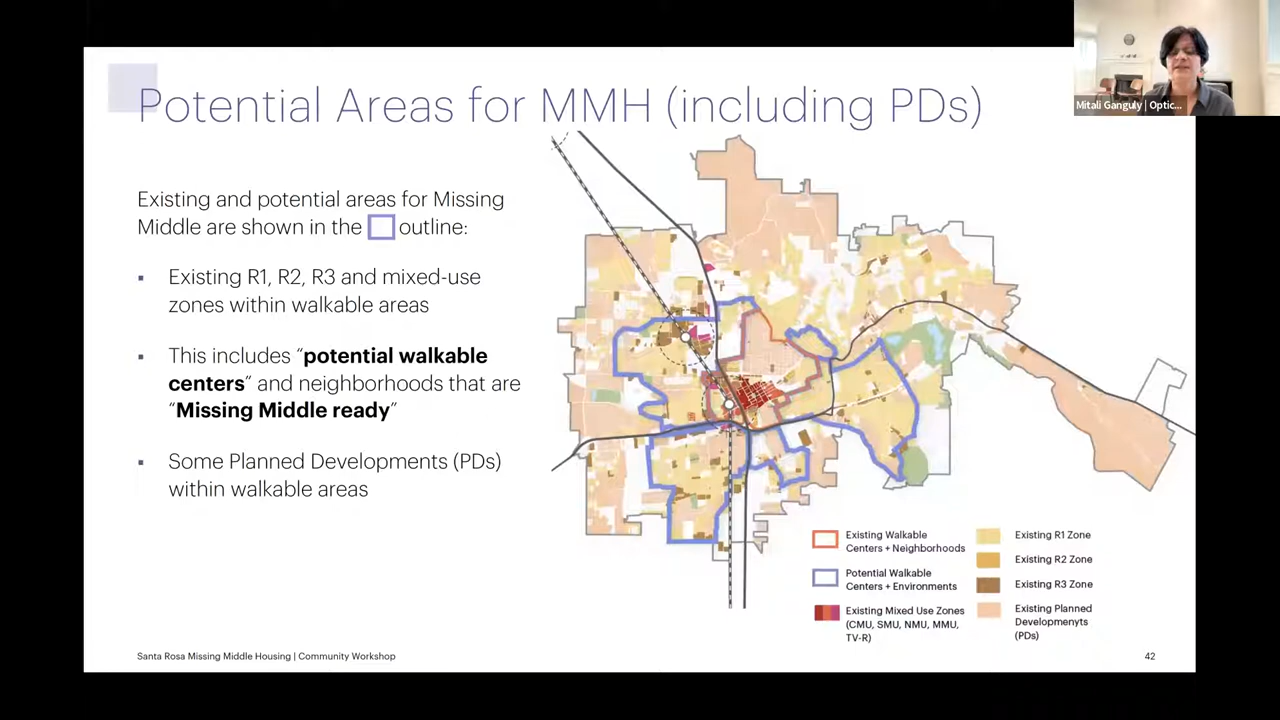 Potential Areas for MMH (including PDs)
Mitali Ganguly | Optic...
Existing and potential areas for Missing
Middle are shown in the outline:
▪ Existing R1, R2, R3 and mixed-use
zones within walkable areas
▪ This includes “potential walkable
centers” and neighborhoods that are
“Missing Middle ready”
▪ Some Planned Developments (PDs)
within walkable areas
Existing Walkable
Centers + Neighborhoods
Potential Walkable
Centers + Environments
Existing Mixed Use Zones
(CMU, SMU, NMU, MMU,
TV-R)
Existing R1 Zone
Existing R2 Zone
Existing R3 Zone
Existing Planned
Developmenyts
(PDs)
Santa Rosa Missing Middle Housing | Community Workshop
42